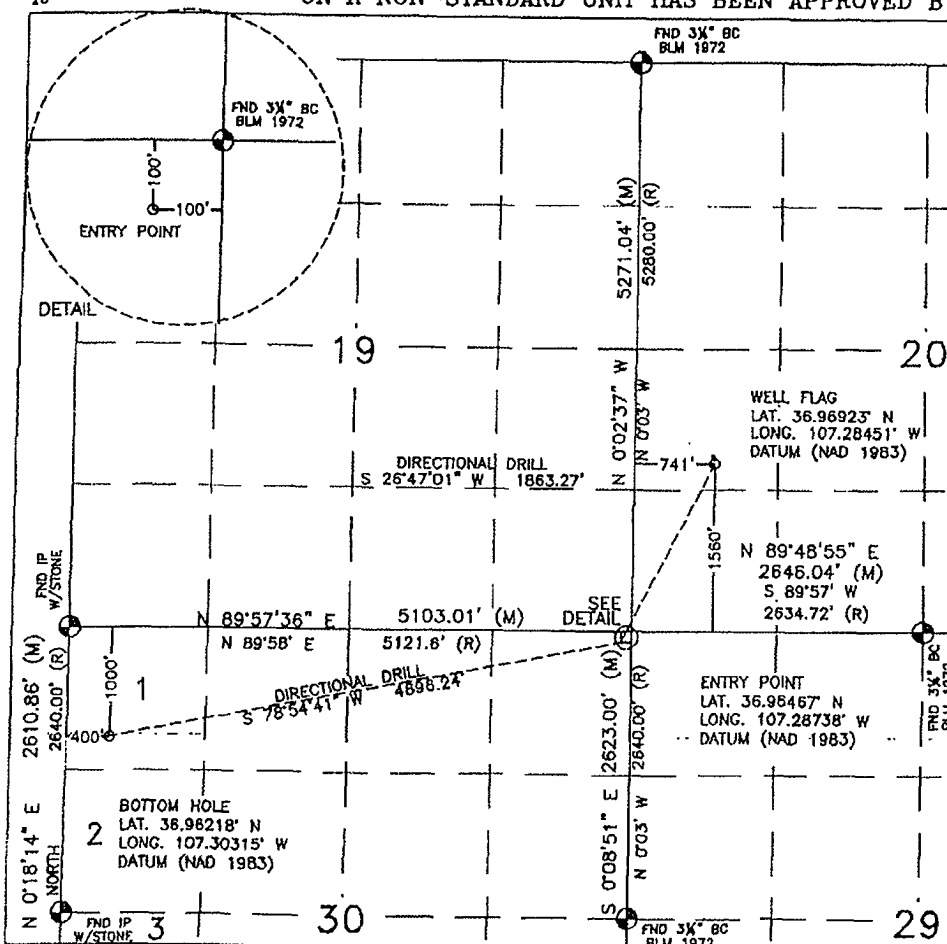 ON A NON-STANDARD UNIT HAS BEEN APPROVED B
FND 3¼" BC
BLM 1972
FND 3¼" BC
BLM 1972
100'
100'
ENTRY POINT
DETAIL
5271.04' (M)
5280.00' (R)
19
20
N 0°02'37" W
N 0°03' W
WELL FLAG
LAT. 36.96923° N
LONG. 107.28451° W
DATUM (NAD 1983)
741'
DIRECTIONAL DRILL
S 26°47'01" W 1863.27'
1560'
N 89°48'55" E
2646.04' (M)
S 89°57' W
2634.72' (R)
FND IP
W/STONE
N 89°57'36" E 5103.01' (M)
N 89°58' E 5121.6' (R)
SEE
DETAIL
2610.86' (M)
2640.00' (R)
1000'
1
DIRECTIONAL DRILL
S 78°54'41" W 4898.24'
400'
2623.00' (M)
2640.00' (R)
ENTRY POINT
LAT. 36.96467° N
LONG. 107.28738° W
DATUM (NAD 1983)
FND 3¼" BC
BLM 1972
N 0°18'14" E
NORTH
2
BOTTOM HOLE
LAT. 36.96218° N
LONG. 107.30315° W
DATUM (NAD 1983)
S 0°08'51" E
N 0°03' W
FND IP
W/STONE
3
30
29
FND 3¼" BC
BLM 1972